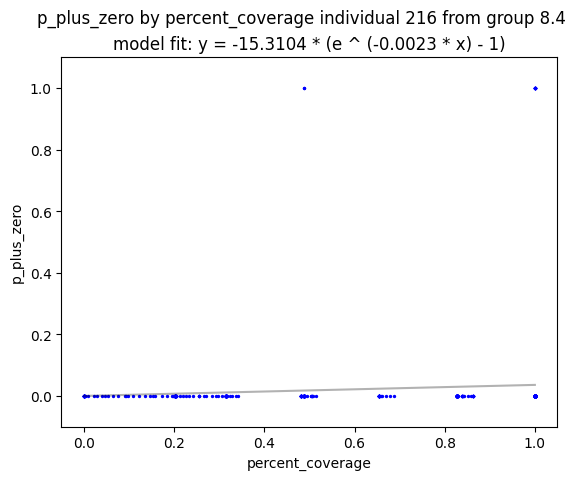 p_plus_zero by percent_coverage individual 216 from group 8.4
model fit: y = -15.3104 * (e ^ (-0.0023 * x) - 1)
1.0
0.8
0.6
0.4
0.2
0.0
p_plus_zero
0.0 0.2 0.4 0.6 0.8 1.0
percent_coverage